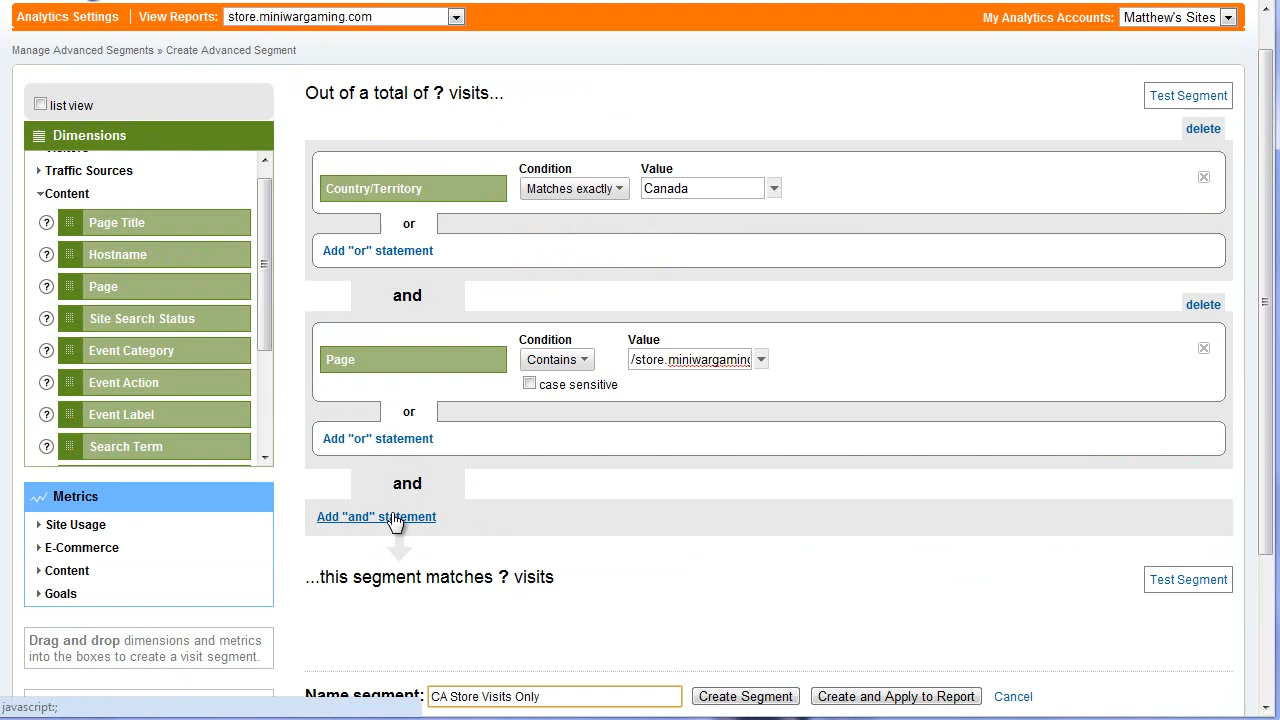 Analytics Settings View Reports: store.miniwargaming.com My Analytics Accounts: Matthew's Sites
Manage Advanced Segments » Create Advanced Segment
list view
Dimensions
Traffic Sources
Content
? Page Title
? Hostname
? Page
? Site Search Status
? Event Category
? Event Action
? Event Label
? Search Term
Metrics
Site Usage
E-Commerce
Content
Goals
Drag and drop dimensions and metrics
into the boxes to create a visit segment.
Out of a total of ? visits...
Test Segment
delete
Condition Value
Country/Territory Matches exactly Canada
or
Add "or" statement
and
delete
Condition Value
Page Contains /store.miniwargaming
case sensitive
or
Add "or" statement
and
Add "and" statement
...this segment matches ? visits
Test Segment
Name segment: CA Store Visits Only Create Segment Create and Apply to Report Cancel
javascript:;